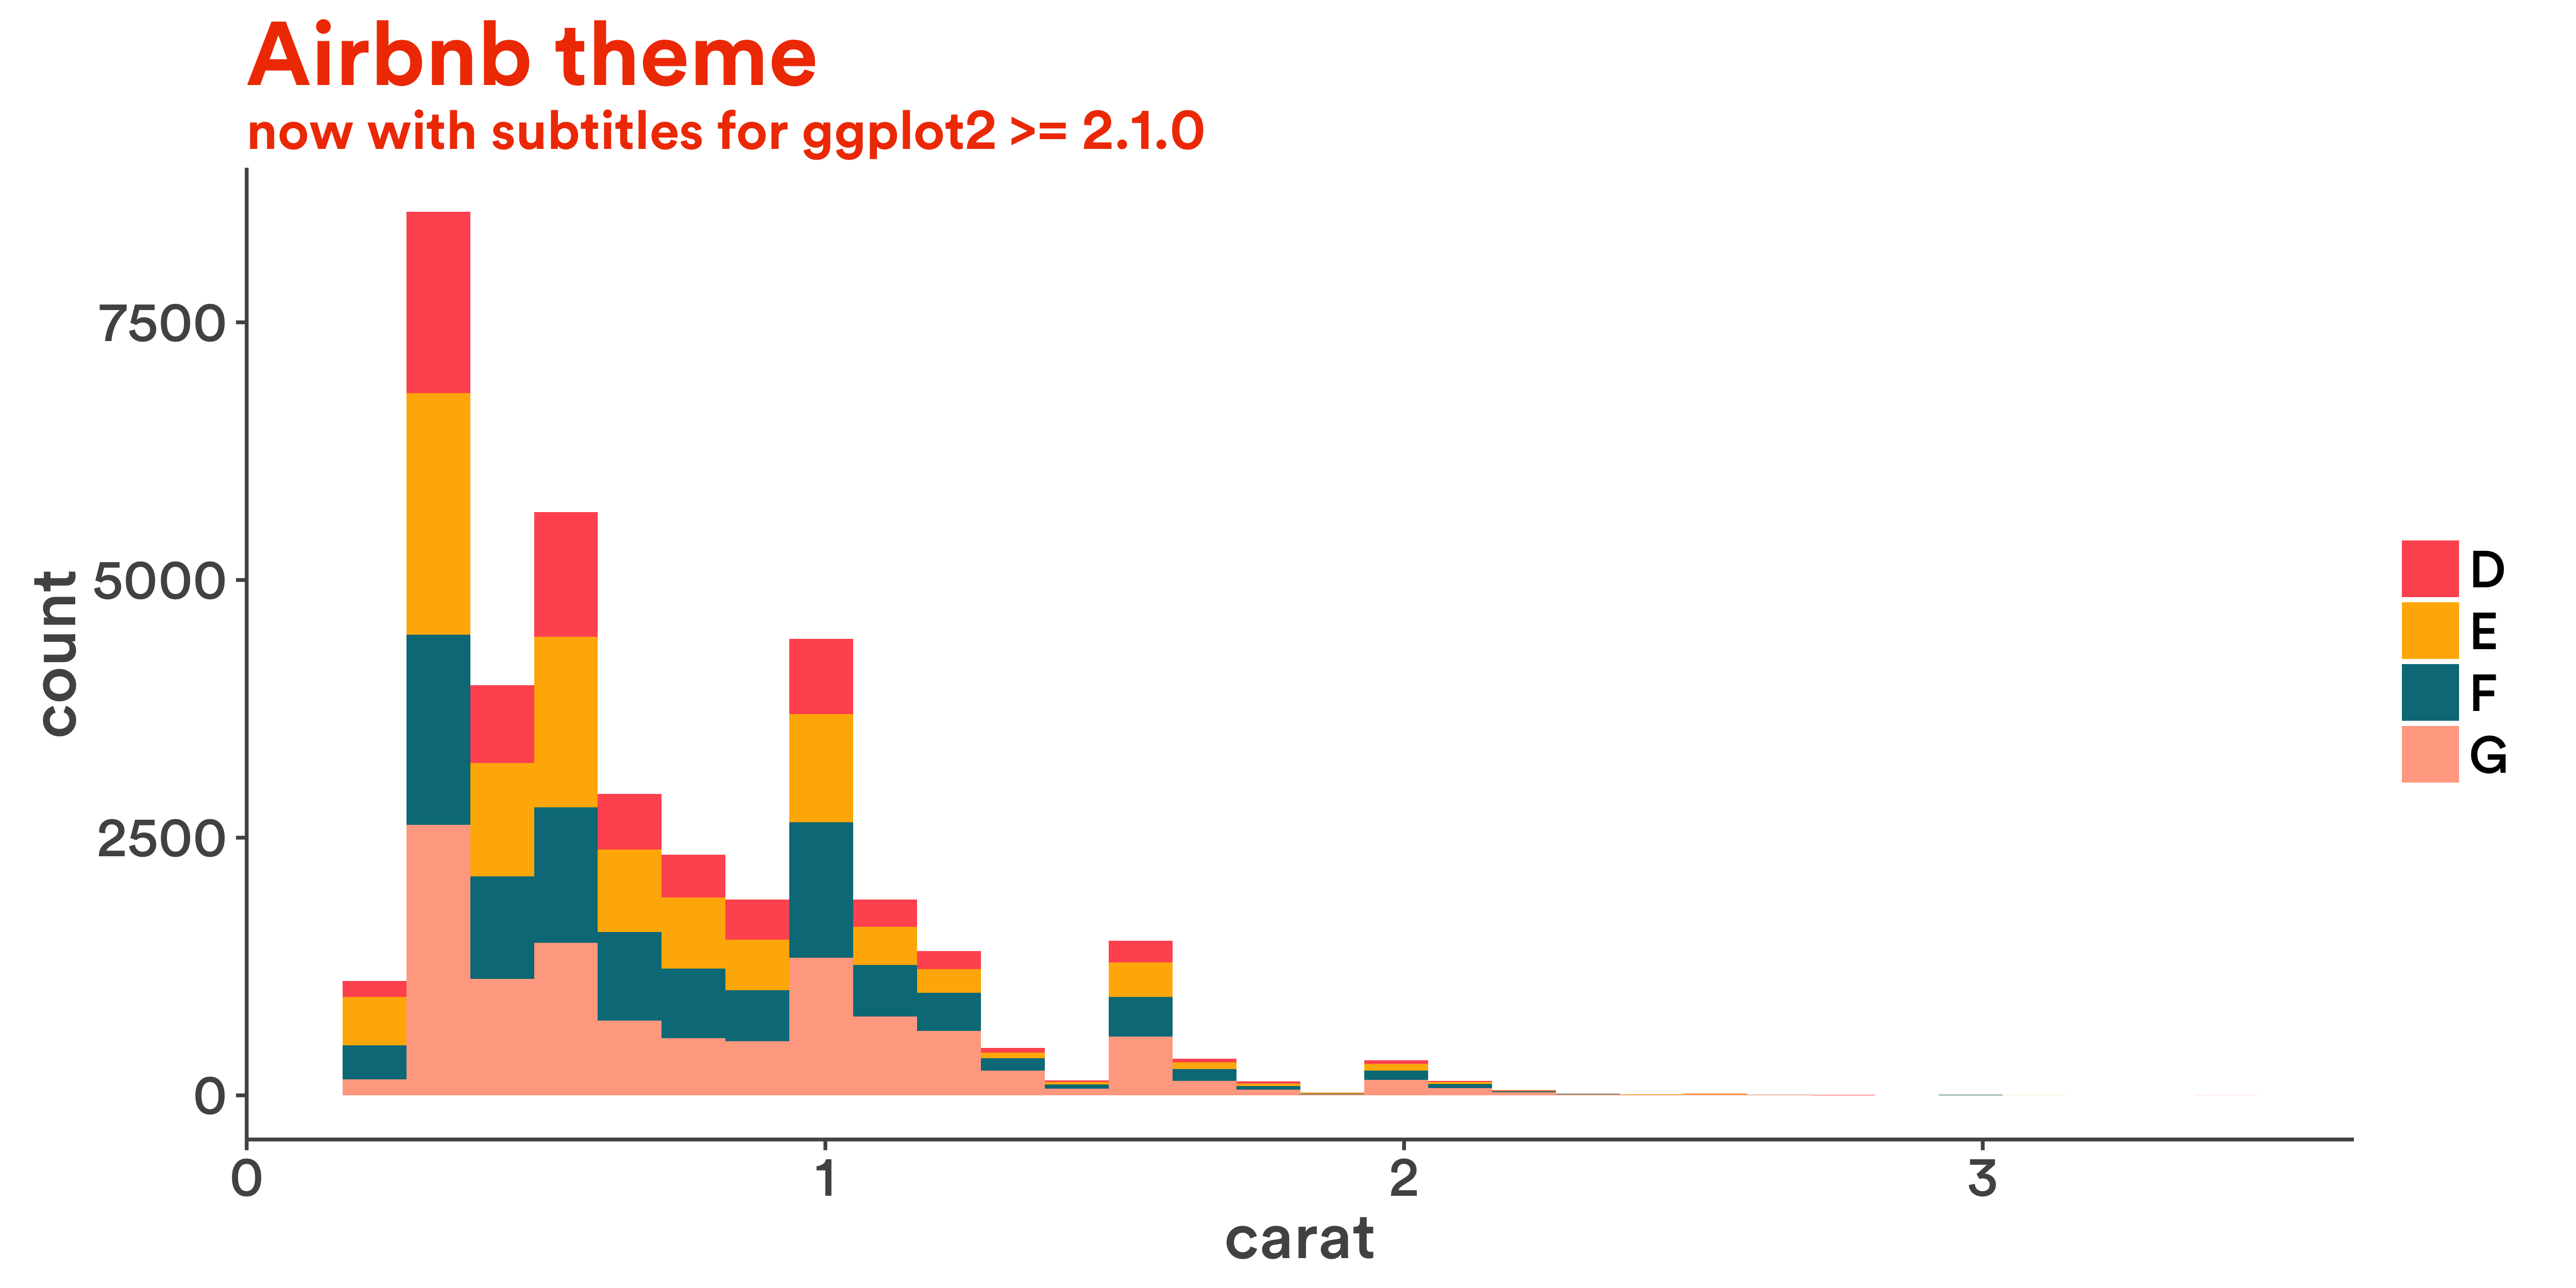 Airbnb theme
now with subtitles for ggplot2 >= 2.1.0
count
7500
5000
2500
0
0 1 2 3
carat
D
E
F
G